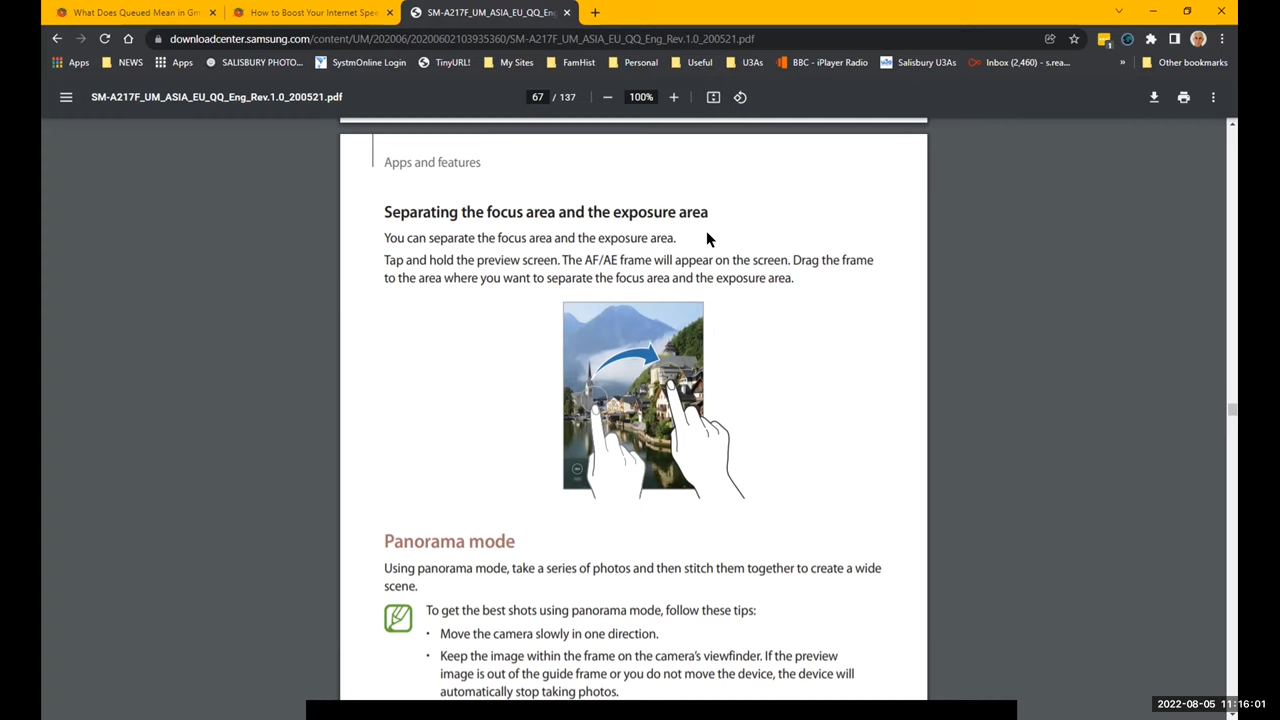 What Does Queued Mean in Gm
How to Boost Your Internet Spee
SM-A217F_UM_ASIA_EU_QQ_Eng
downloadcenter.samsung.com/content/UM/202006/20200602103935360/SM-A217F_UM_ASIA_EU_QQ_Eng_Rev.1.0_200521.pdf
1
Apps
NEWS
Apps
SALISBURY PHOTO...
SystmOnline Login
TinyURL!
My Sites
FamHist
Personal
Useful
U3As
BBC - iPlayer Radio
Salisbury U3As
Inbox (2,460) - s.rea...
»
Other bookmarks
SM-A217F_UM_ASIA_EU_QQ_Eng_Rev.1.0_200521.pdf
67 / 137
100%
Apps and features
Separating the focus area and the exposure area
You can separate the focus area and the exposure area.
Tap and hold the preview screen. The AF/AE frame will appear on the screen. Drag the frame
to the area where you want to separate the focus area and the exposure area.
Panorama mode
Using panorama mode, take a series of photos and then stitch them together to create a wide
scene.
To get the best shots using panorama mode, follow these tips:
• Move the camera slowly in one direction.
• Keep the image within the frame on the camera's viewfinder. If the preview
image is out of the guide frame or you do not move the device, the device will
automatically stop taking photos.
2022-08-05 11:16:01